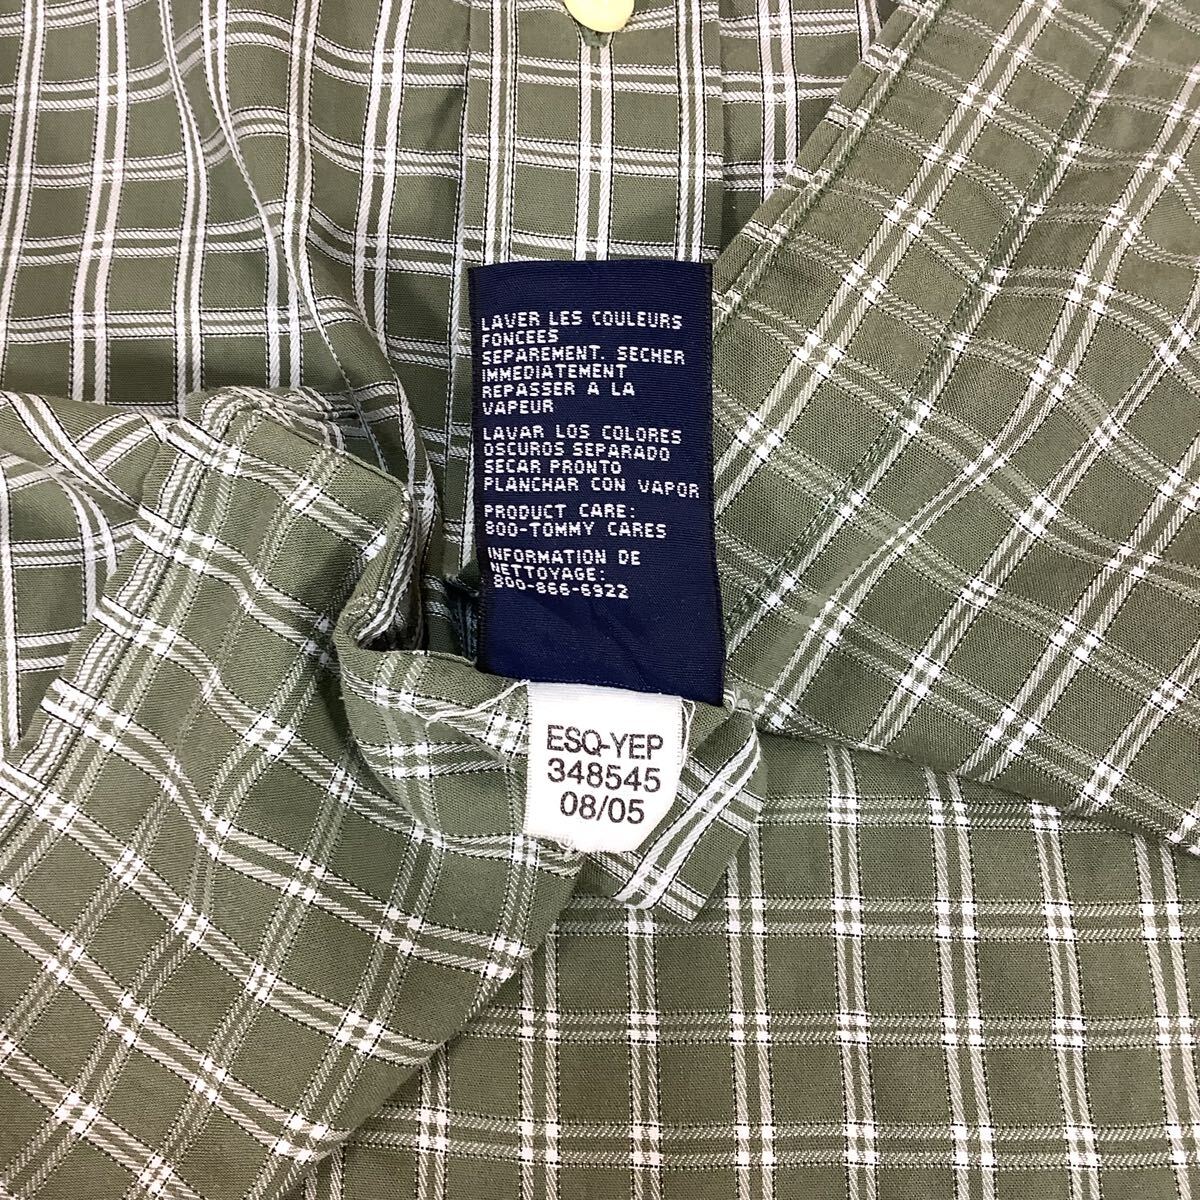 LAVER LES COULEURS
FONCEES
SEPAREMENT. SECHER
IMMEDIATEMENT
REPASSER A LA
VAPEUR
LAVAR LOS COLORES
OSCUROS SEPARADO
SECAR PRONTO
PLANCHAR CON VAPOR
PRODUCT CARE:
800-TOMMY CARES
INFORMATION DE
NETTOYAGE:
800-866-6922
ESQ-YEP
348545
08/05